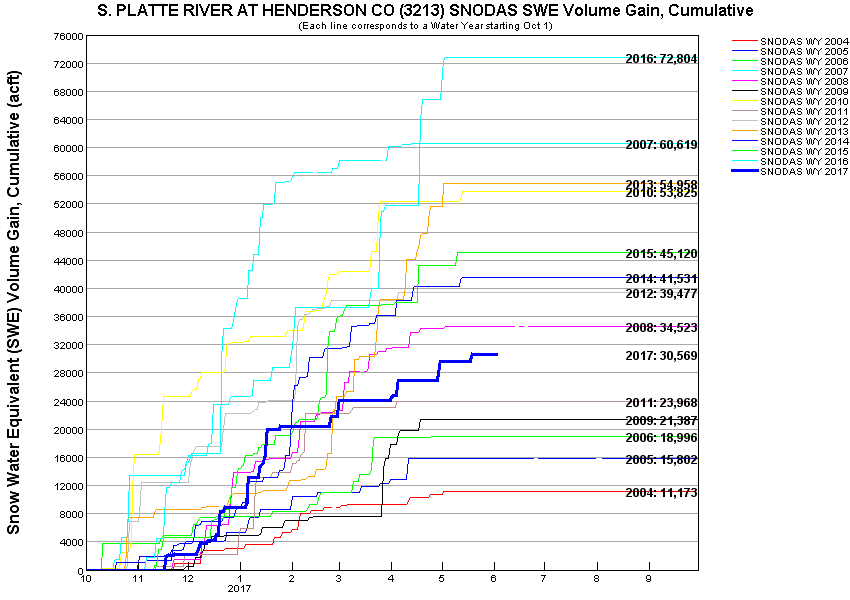 S. PLATTE RIVER AT HENDERSON CO (3213) SNODAS SWE Volume Gain, Cumulative
(Each line corresponds to a Water Year starting Oct 1)
Snow Water Equivalent (SWE) Volume Gain, Cumulative (acft)
76000
72000
68000
64000
60000
56000
52000
48000
44000
40000
36000
32000
28000
24000
20000
16000
12000
8000
4000
0
2016: 72,804
2007: 60,619
2013: 54,958
2010: 53,825
2015: 45,120
2014: 41,531
2012: 39,477
2008: 34,523
2017: 30,569
2011: 23,968
2009: 21,387
2006: 18,996
2005: 15,802
2004: 11,173
10 11 12 1 2 3 4 5 6 7 8 9
2017
SNODAS WY 2004
SNODAS WY 2005
SNODAS WY 2006
SNODAS WY 2007
SNODAS WY 2008
SNODAS WY 2009
SNODAS WY 2010
SNODAS WY 2011
SNODAS WY 2012
SNODAS WY 2013
SNODAS WY 2014
SNODAS WY 2015
SNODAS WY 2016
SNODAS WY 2017